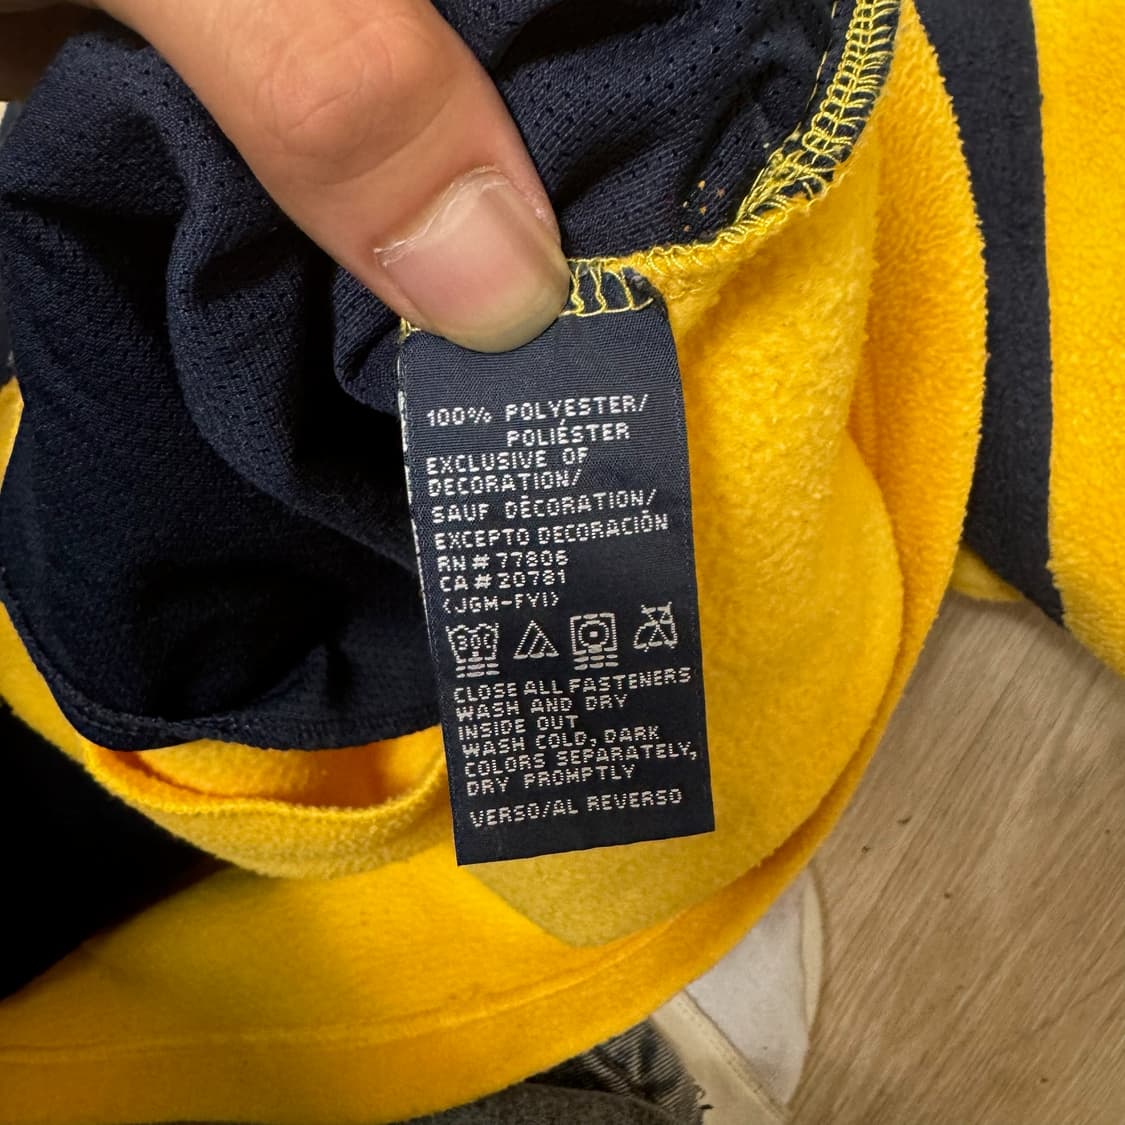 100% POLYESTER/
POLIÉSTER
EXCLUSIVE OF
DECORATION/
SAUF DÉCORATION/
EXCEPTO DECORACIÓN
RN # 77806
CA # 20781
(JGM-FYI)
30C
CLOSE ALL FASTENERS
WASH AND DRY
INSIDE OUT
WASH COLD, DARK
COLORS SEPARATELY,
DRY PROMPTLY
VERSO/AL REVERSO